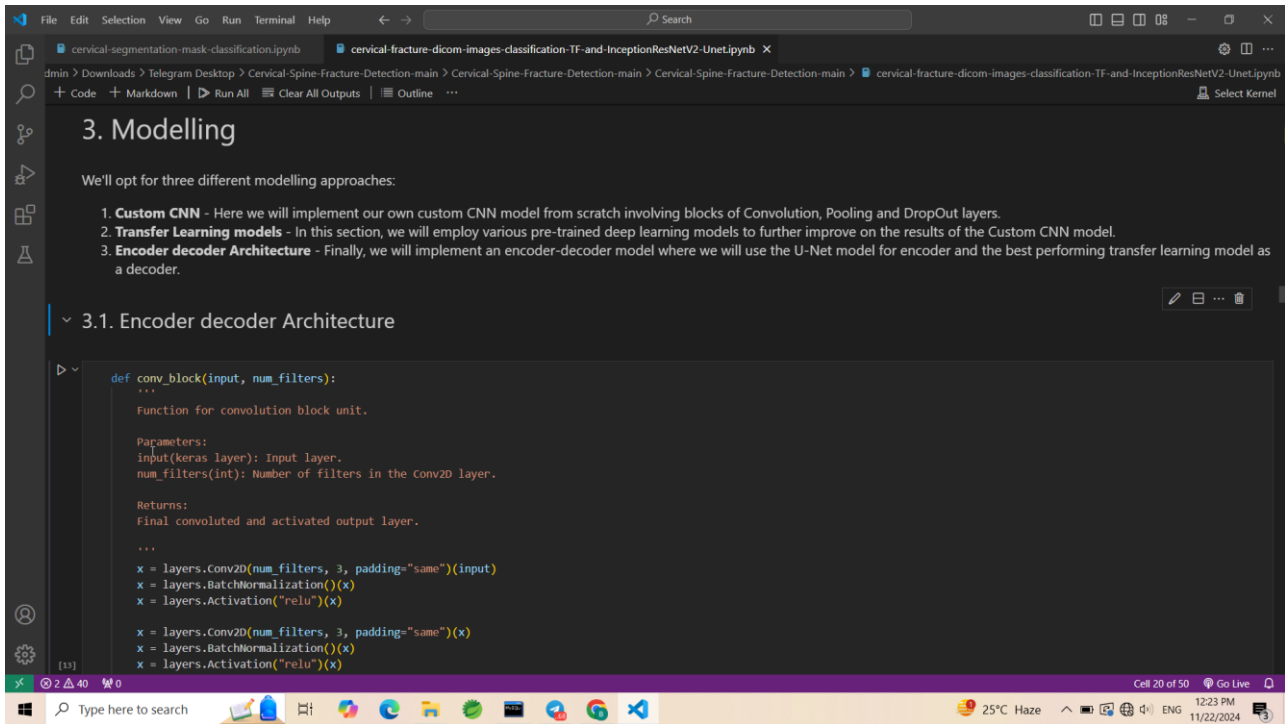 File Edit Selection View Go Run Terminal Help Search
cervical-segmentation-mask-classification.ipynb cervical-fracture-dicom-images-classification-TF-and-InceptionResNetV2-Unet.ipynb
dmin > Downloads > Telegram Desktop > Cervical-Spine-Fracture-Detection-main > Cervical-Spine-Fracture-Detection-main > Cervical-Spine-Fracture-Detection-main > cervical-fracture-dicom-images-classification-TF-and-InceptionResNetV2-Unet.ipynb
+ Code + Markdown | Run All Clear All Outputs | Outline ... Select Kernel
3. Modelling
We'll opt for three different modelling approaches:
1. Custom CNN - Here we will implement our own custom CNN model from scratch involving blocks of Convolution, Pooling and DropOut layers.
2. Transfer Learning models - In this section, we will employ various pre-trained deep learning models to further improve on the results of the Custom CNN model.
3. Encoder decoder Architecture - Finally, we will implement an encoder-decoder model where we will use the U-Net model for encoder and the best performing transfer learning model as
a decoder.
3.1. Encoder decoder Architecture
def conv_block(input, num_filters):
'''
Function for convolution block unit.
Parameters:
input(keras layer): Input layer.
num_filters(int): Number of filters in the Conv2D layer.
Returns:
Final convoluted and activated output layer.
'''
x = layers.Conv2D(num_filters, 3, padding="same")(input)
x = layers.BatchNormalization()(x)
x = layers.Activation("relu")(x)
x = layers.Conv2D(num_filters, 3, padding="same")(x)
x = layers.BatchNormalization()(x)
[13] x = layers.Activation("relu")(x)
2 40 0 Cell 20 of 50 Go Live
Type here to search 25°C Haze ENG 12:23 PM
11/22/2024